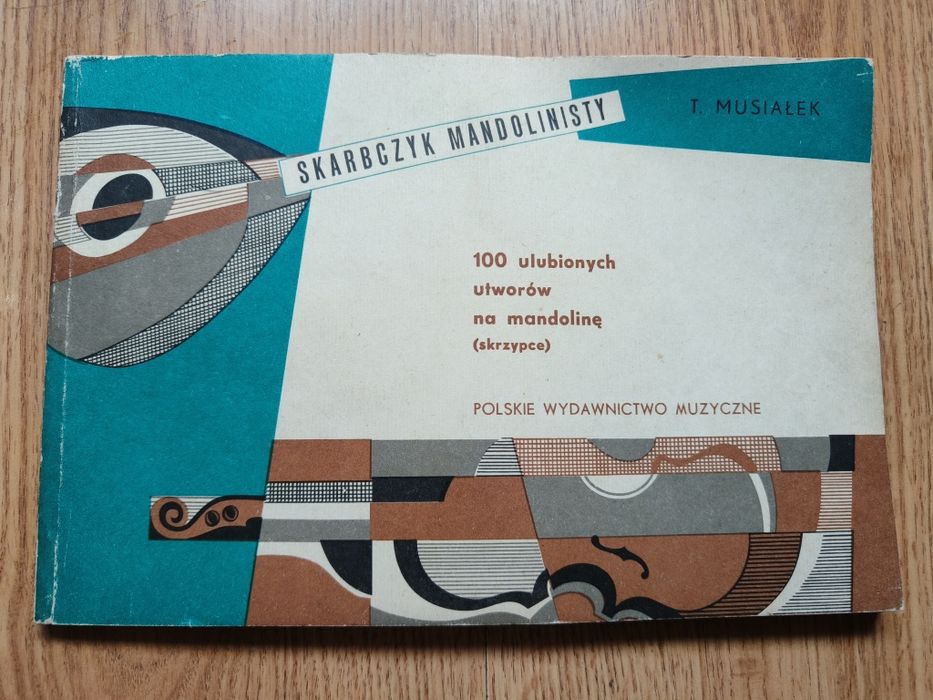 SKARBCZYK MANDOLINISTY
T. MUSIAŁEK
100 ulubionych
utworów
na mandolinę
(skrzypce)
POLSKIE WYDAWNICTWO MUZYCZNE